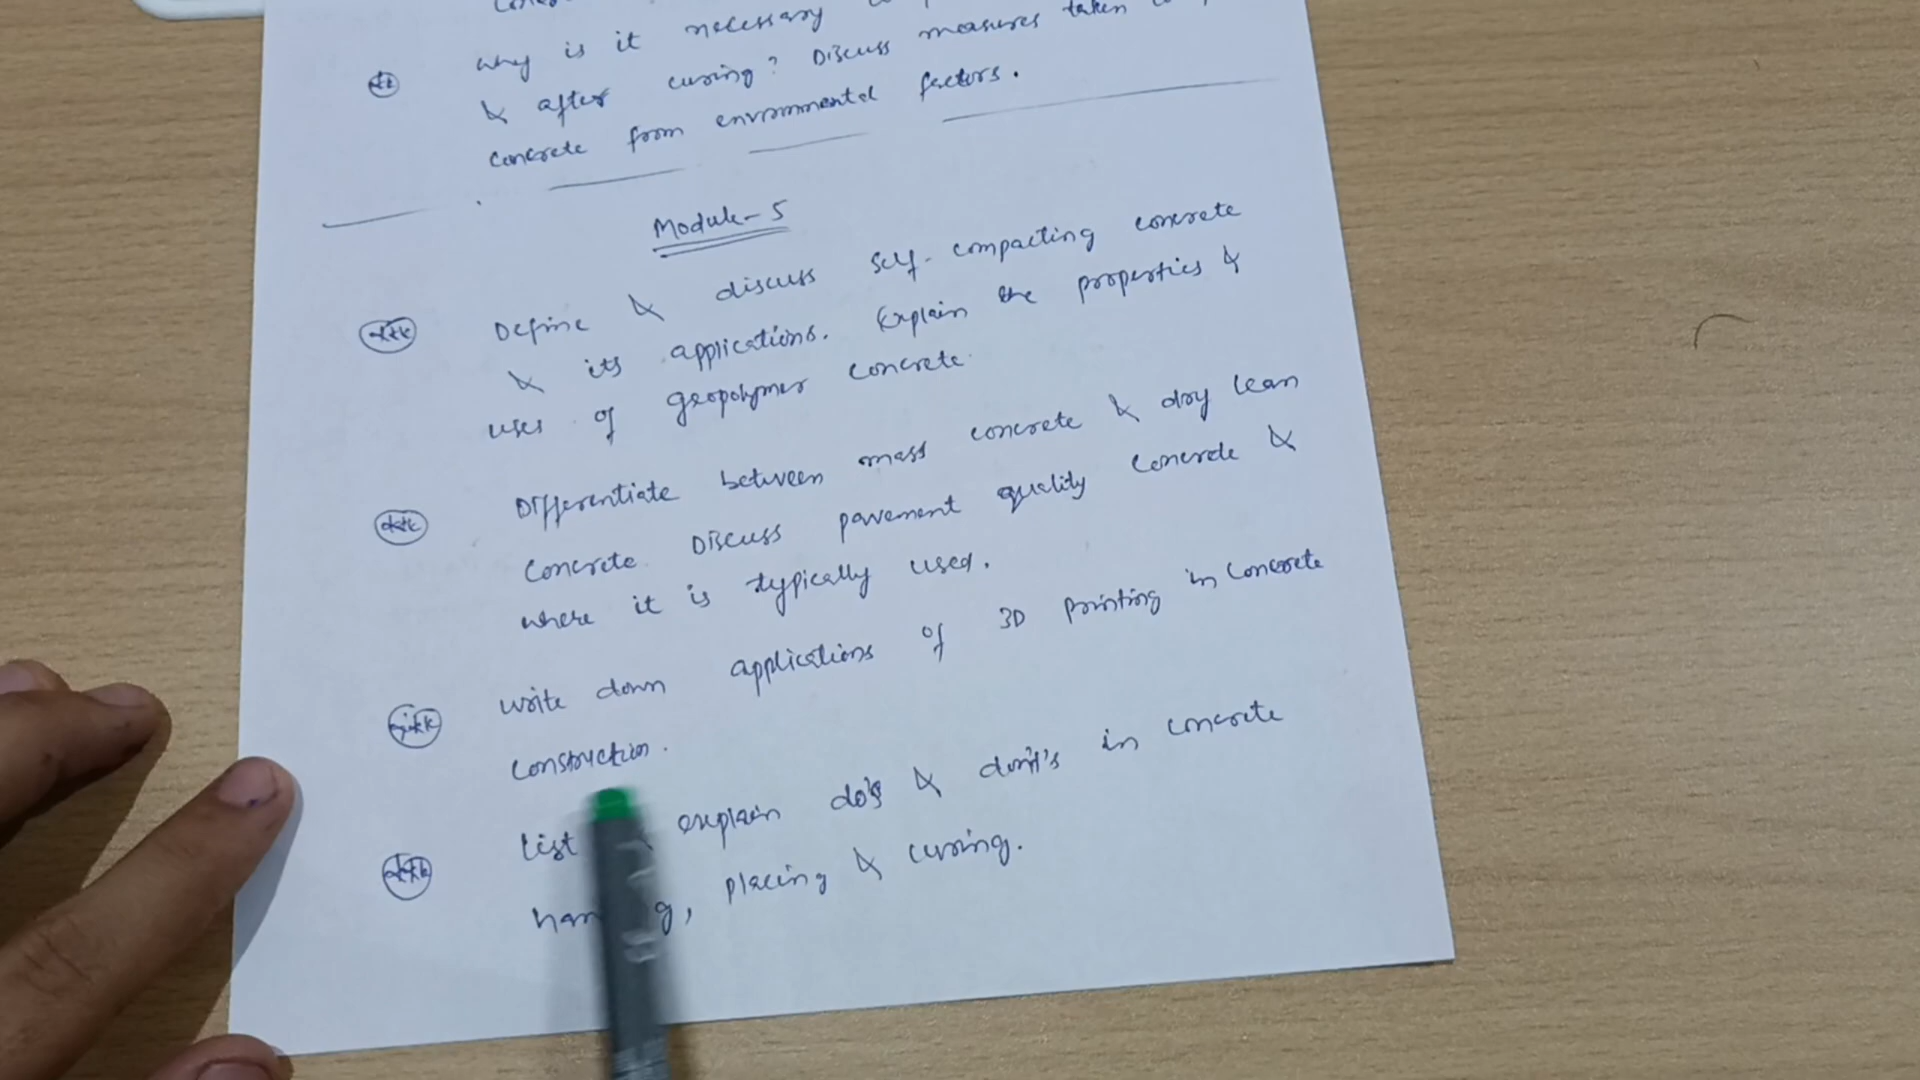 why is it necessary
& after curing? Discuss measures taken
concrete from environmental factors.
Module-5
*** Define & discuss self-compacting concrete
& its applications. Explain the properties &
uses of geopolymer concrete.
*** Differentiate between mass concrete & dry lean
concrete. Discuss pavement quality concrete &
where it is typically used.
*** write down applications of 3D printing in concrete
construction.
*** List explain do's & dont's in concrete
placing & curing.